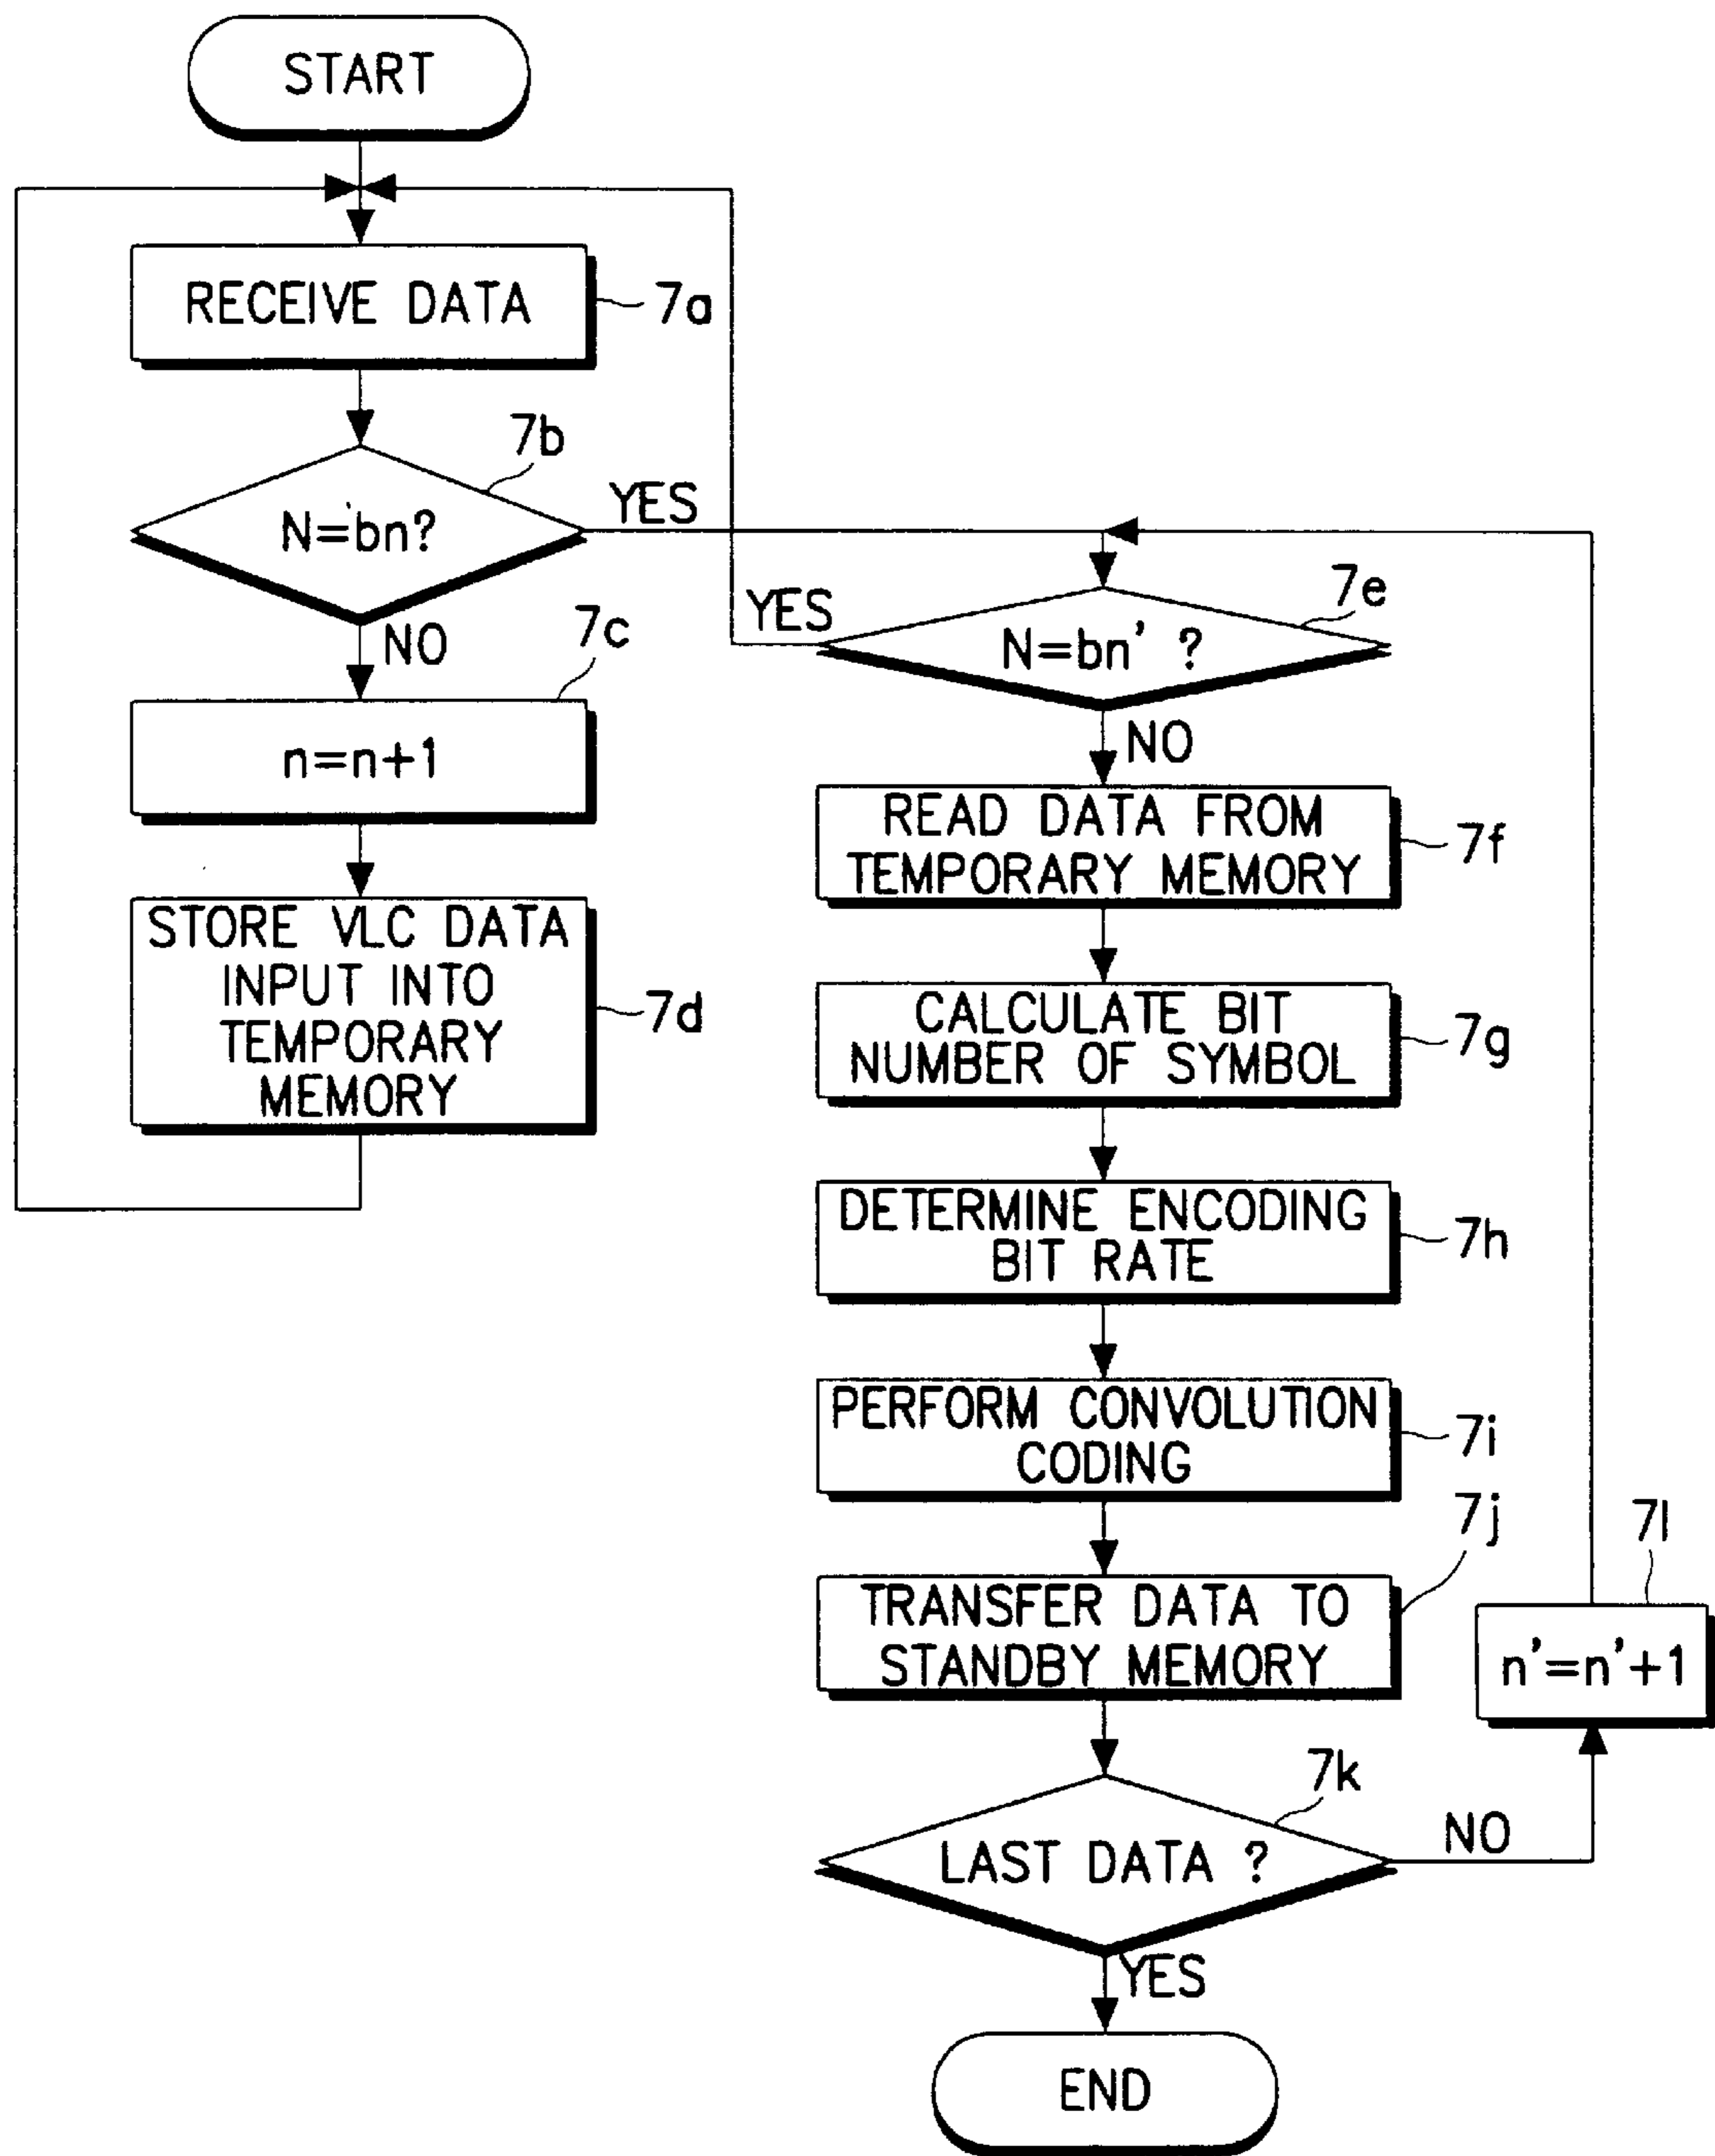 START
RECEIVE DATA
7a
7b
N=bn?
YES
NO
7c
n=n+1
STORE VLC DATA
INPUT INTO
TEMPORARY
MEMORY
7d
7e
YES
N=bn' ?
NO
READ DATA FROM
TEMPORARY MEMORY
7f
CALCULATE BIT
NUMBER OF SYMBOL
7g
DETERMINE ENCODING
BIT RATE
7h
PERFORM CONVOLUTION
CODING
7i
7j
TRANSFER DATA TO
STANDBY MEMORY
7l
n'=n'+1
7k
LAST DATA ?
NO
YES
END